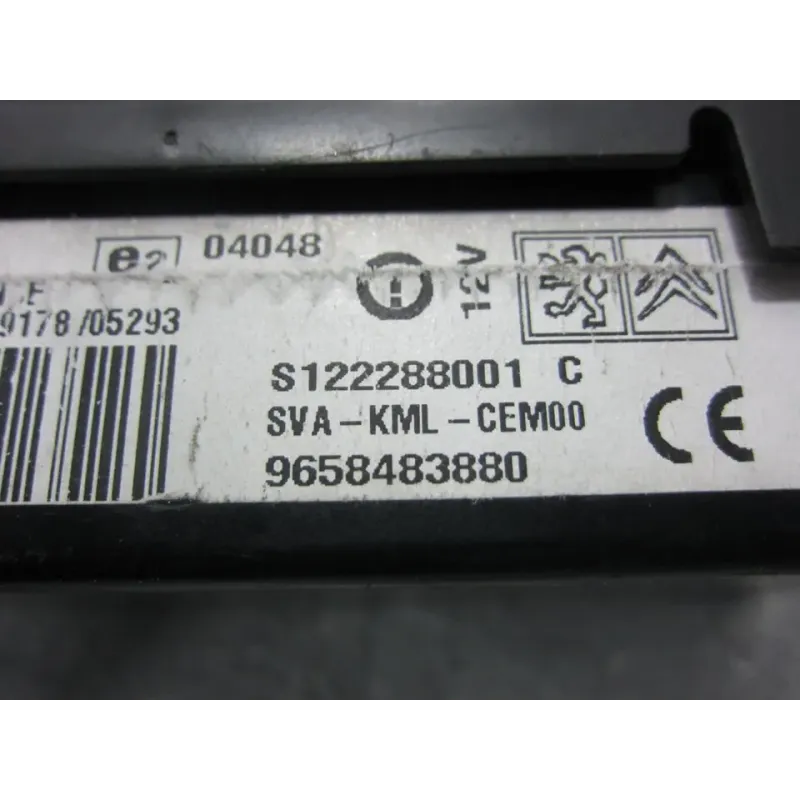 e2 04048
12V
9178/05293
S122288001 C
SVA-KML-CEM00
CE
9658483880